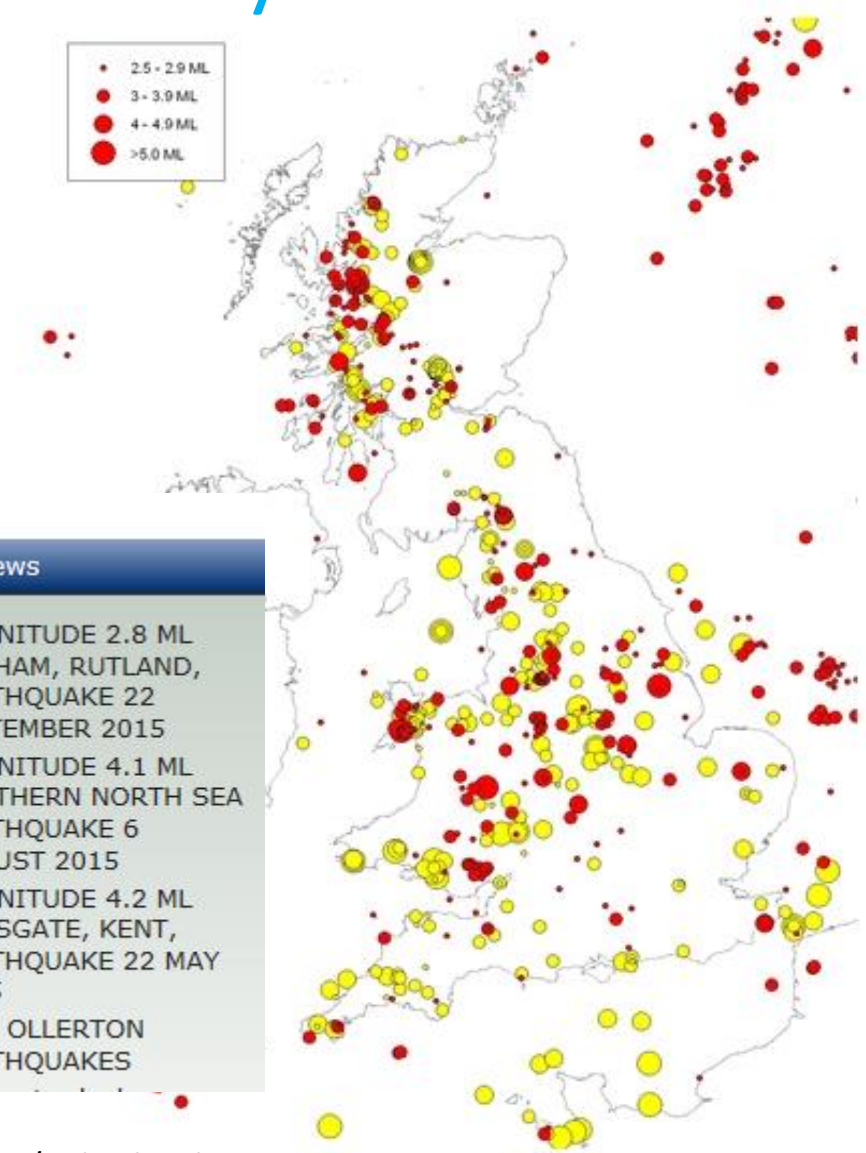 2.5 - 2.9 ML
3 - 3.9 ML
4 - 4.9 ML
>5.0 ML
ews
NITUDE 2.8 ML
HAM, RUTLAND,
THQUAKE 22
TEMBER 2015
NITUDE 4.1 ML
THERN NORTH SEA
THQUAKE 6
UST 2015
NITUDE 4.2 ML
SGATE, KENT,
THQUAKE 22 MAY
OLLERTON
THQUAKES